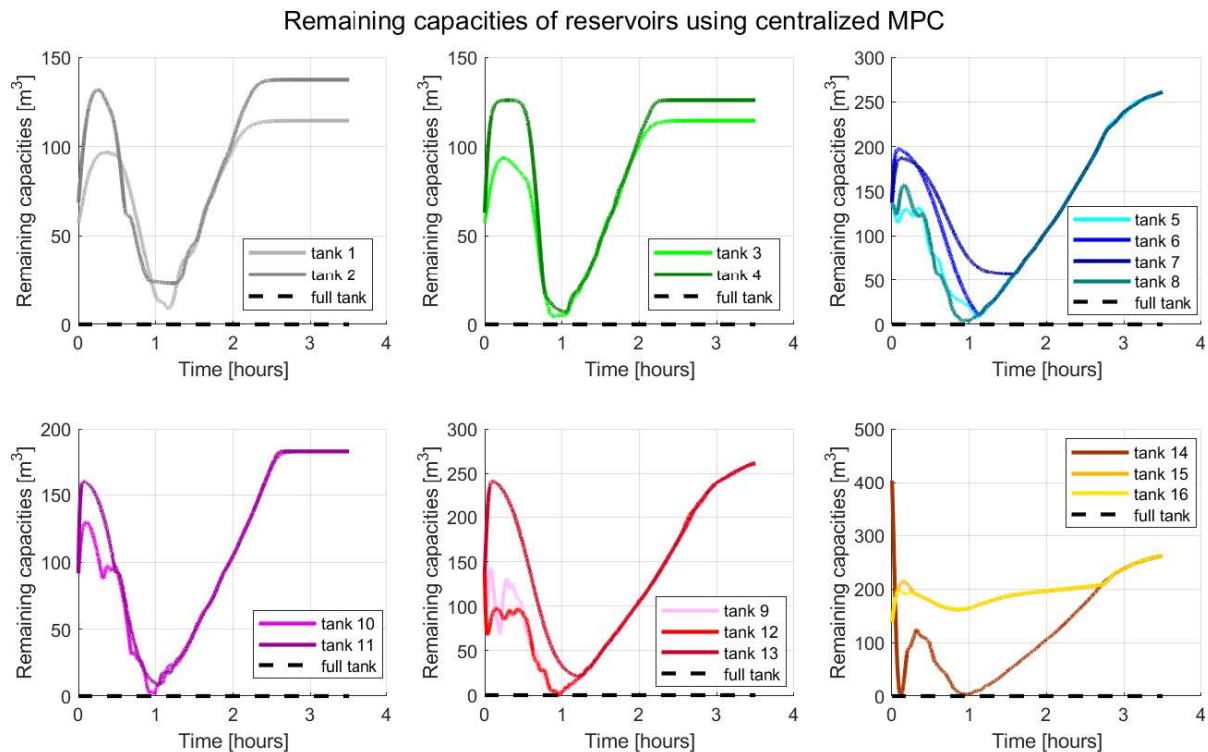 Remaining capacities of reservoirs using centralized MPC
Remaining capacities [m³]
150
100
50
0
0 1 2 3 4
Time [hours]
tank 1
tank 2
full tank
Remaining capacities [m³]
150
100
50
0
0 1 2 3 4
Time [hours]
tank 3
tank 4
full tank
Remaining capacities [m³]
300
250
200
150
100
50
0
0 1 2 3 4
Time [hours]
tank 5
tank 6
tank 7
tank 8
full tank
Remaining capacities [m³]
200
150
100
50
0
0 1 2 3 4
Time [hours]
tank 10
tank 11
full tank
Remaining capacities [m³]
300
250
200
150
100
50
0
0 1 2 3 4
Time [hours]
tank 9
tank 12
tank 13
full tank
Remaining capacities [m³]
500
400
300
200
100
0
0 1 2 3 4
Time [hours]
tank 14
tank 15
tank 16
full tank